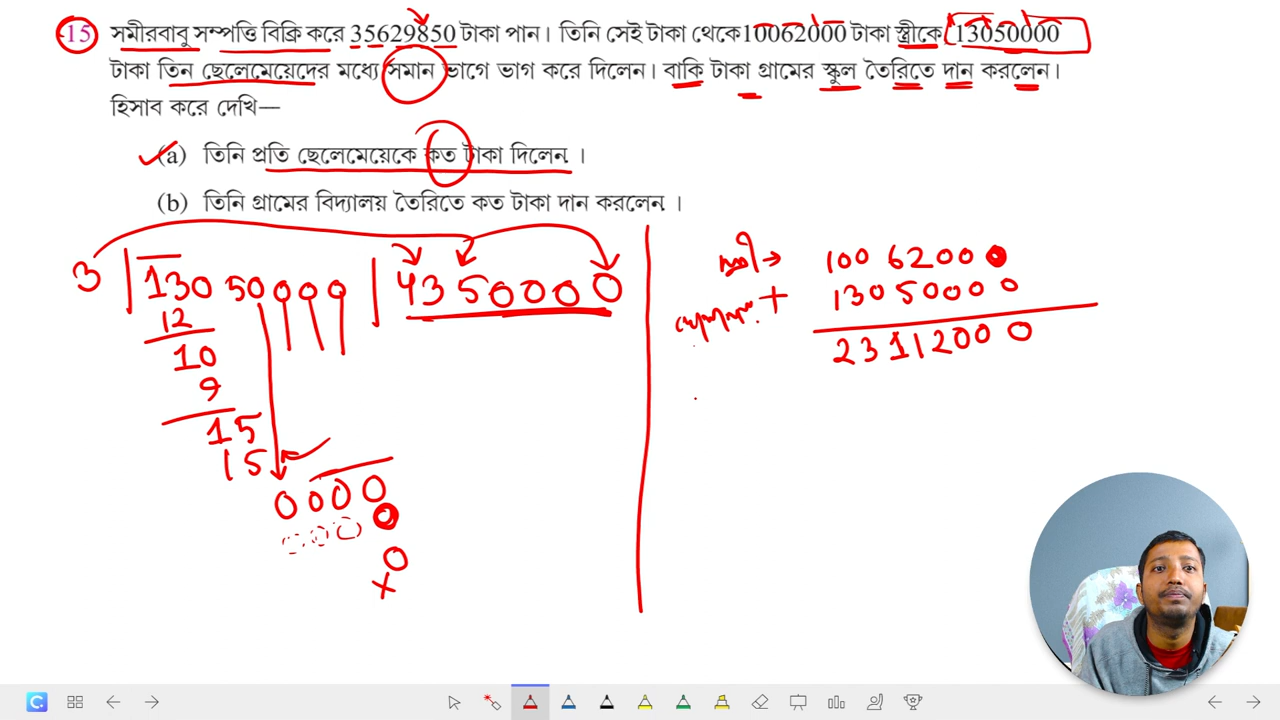 15 সমীরবাবু সম্পত্তি বিক্রি করে 35629850 টাকা পান। তিনি সেই টাকা থেকে 10062000 টাকা স্ত্রীকে 13050000
টাকা তিন ছেলেমেয়েদের মধ্যে সমান ভাগে ভাগ করে দিলেন। বাকি টাকা গ্রামের স্কুল তৈরিতে দান করলেন।
হিসাব করে দেখি—
(a) তিনি প্রতি ছেলেমেয়েকে কত টাকা দিলেন ।
(b) তিনি গ্রামের বিদ্যালয় তৈরিতে কত টাকা দান করলেন ।
3 | 13050000 | 4350000
12
10
9
15
15
0000
0
0
×
→ 10062000
+ 13050000
23112000